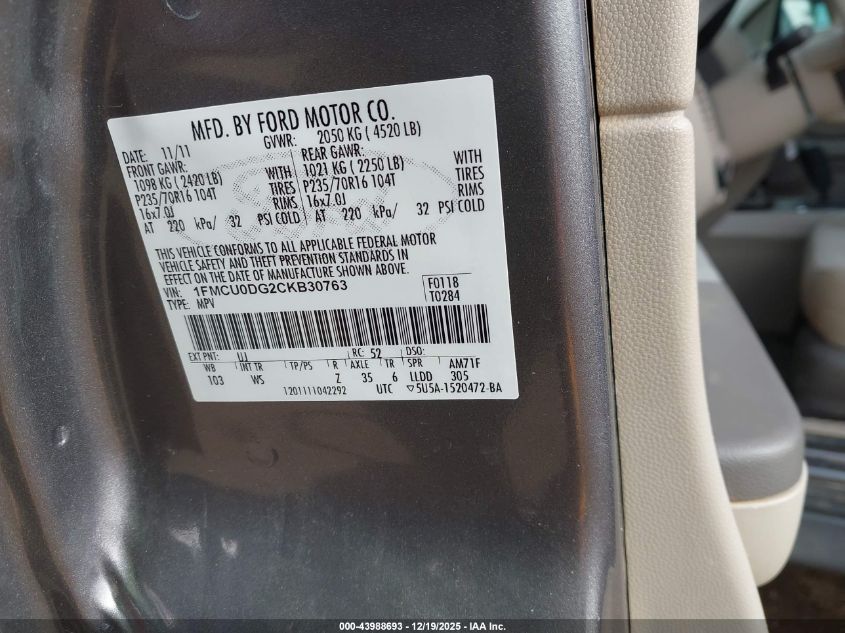 MFD. BY FORD MOTOR CO.
DATE: 11/11 GVWR: 2050 KG ( 4520 LB)
FRONT GAWR: REAR GAWR:
1098 KG ( 2420 LB) WITH 1021 KG ( 2250 LB) WITH
P235/70R16 104T TIRES P235/70R16 104T TIRES
16x7.0J RIMS 16x7.0J RIMS
AT 220 kPa/ 32 PSI COLD AT 220 kPa/ 32 PSI COLD
THIS VEHICLE CONFORMS TO ALL APPLICABLE FEDERAL MOTOR
VEHICLE SAFETY AND THEFT PREVENTION STANDARDS IN
EFFECT ON THE DATE OF MANUFACTURE SHOWN ABOVE.
VIN: 1FMCU0DG2CKB30763 F0118
TYPE: MPV T0284
EXT PNT: UJ RC: 52 DSO:
WB INT TR TP/PS R AXLE TR SPR AM71F
103 WS Z 35 6 LLDD 305
1201111042292 UTC ▽5U5A-1520472-BA
000-43988693 - 12/19/2025 - IAA Inc.